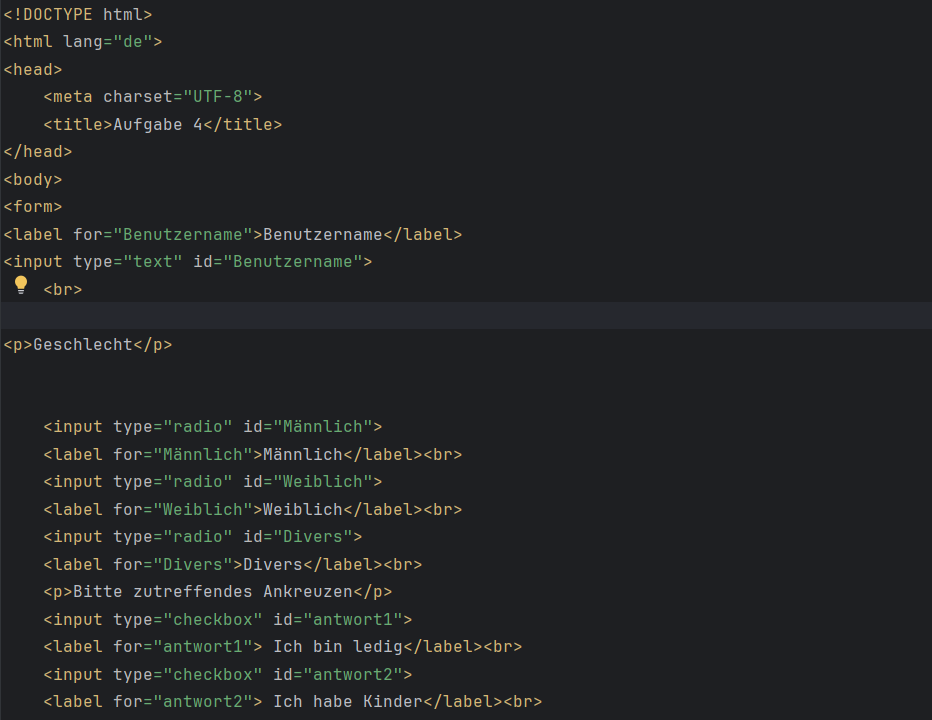 <!DOCTYPE html>
<html lang="de">
<head>
    <meta charset="UTF-8">
    <title>Aufgabe 4</title>
</head>
<body>
<form>
<label for="Benutzername">Benutzername</label>
<input type="text" id="Benutzername">
    <br>
<p>Geschlecht</p>
    <input type="radio" id="Männlich">
    <label for="Männlich">Männlich</label><br>
    <input type="radio" id="Weiblich">
    <label for="Weiblich">Weiblich</label><br>
    <input type="radio" id="Divers">
    <label for="Divers">Divers</label><br>
    <p>Bitte zutreffendes Ankreuzen</p>
    <input type="checkbox" id="antwort1">
    <label for="antwort1"> Ich bin ledig</label><br>
    <input type="checkbox" id="antwort2">
    <label for="antwort2"> Ich habe Kinder</label><br>